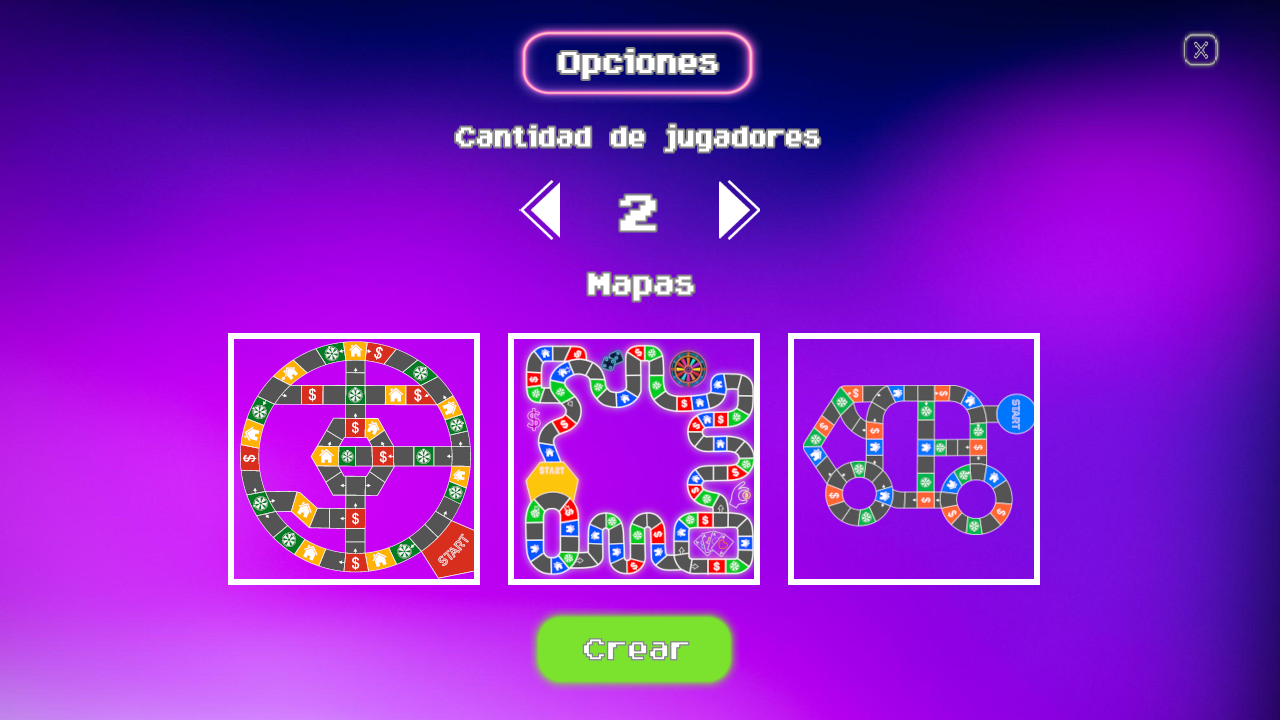 Opciones
X
Cantidad de jugadores
2
Mapas
START
START
START
Crear